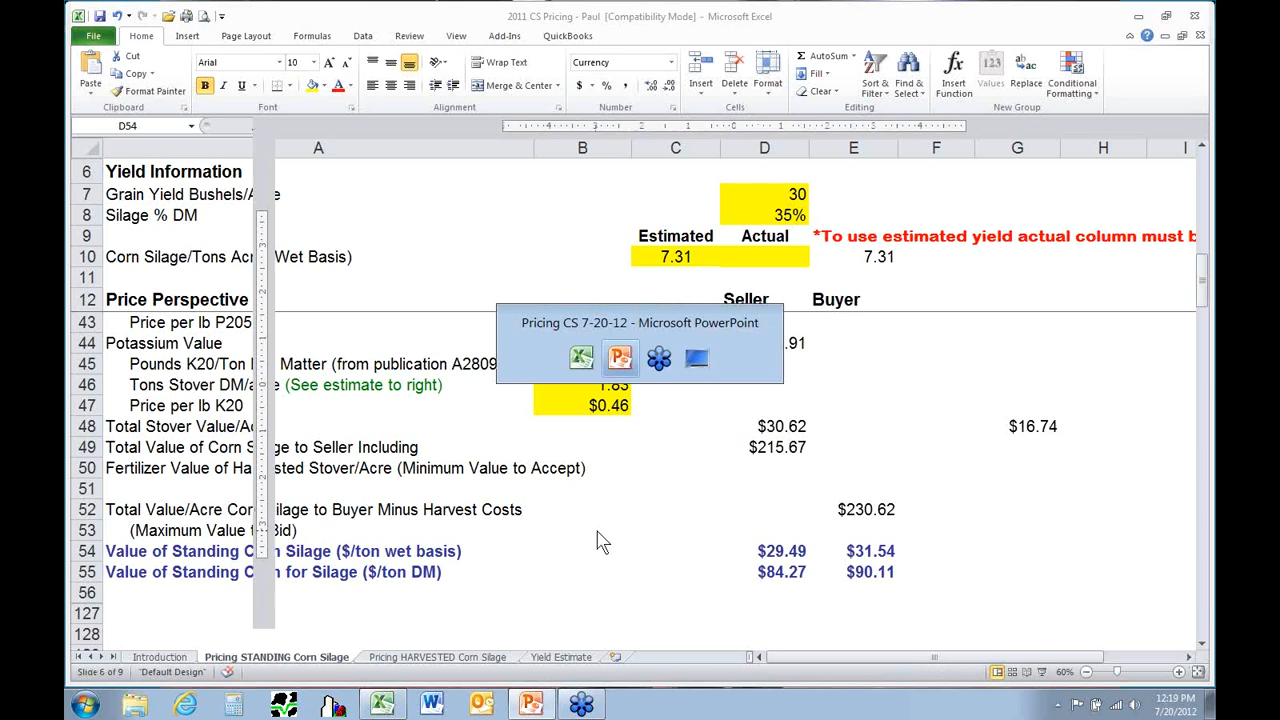 2011 CS Pricing - Paul [Compatibility Mode] - Microsoft Excel
File Home Insert Page Layout Formulas Data Review View Add-Ins QuickBooks
Cut
Copy
Format Painter
Paste
Clipboard
Arial 10
B I U
Font
Wrap Text
Merge & Center
Alignment
Currency
$ % ,
Number
Insert Delete Format
Cells
AutoSum
Fill
Clear
Sort & Filter
Find & Select
Editing
Insert Function
Values
Replace
Conditional Formatting
New Group
D54
A B C D E F G H I
6 Yield Information
7 Grain Yield Bushels/A e 30
8 Silage % DM 35%
9 Estimated Actual *To use estimated yield actual column must b
10 Corn Silage/Tons Acr Wet Basis) 7.31 7.31
11
12 Price Perspective Seller Buyer
43 Price per lb P205
44 Potassium Value .91
45 Pounds K20/Ton Matter (from publication A2809
46 Tons Stover DM/a e (See estimate to right) 1.83
47 Price per lb K20 $0.46
48 Total Stover Value/Ac $30.62 $16.74
49 Total Value of Corn S ge to Seller Including $215.67
50 Fertilizer Value of Ha sted Stover/Acre (Minimum Value to Accept)
51
52 Total Value/Acre Cor ilage to Buyer Minus Harvest Costs $230.62
53 (Maximum Value t id)
54 Value of Standing C n Silage ($/ton wet basis) $29.49 $31.54
55 Value of Standing C n for Silage ($/ton DM) $84.27 $90.11
56
127
128
Pricing CS 7-20-12 - Microsoft PowerPoint
Introduction Pricing STANDING Corn Silage Pricing HARVESTED Corn Silage Yield Estimate
Slide 6 of 9 "Default Design" 60%
12:19 PM
7/20/2012